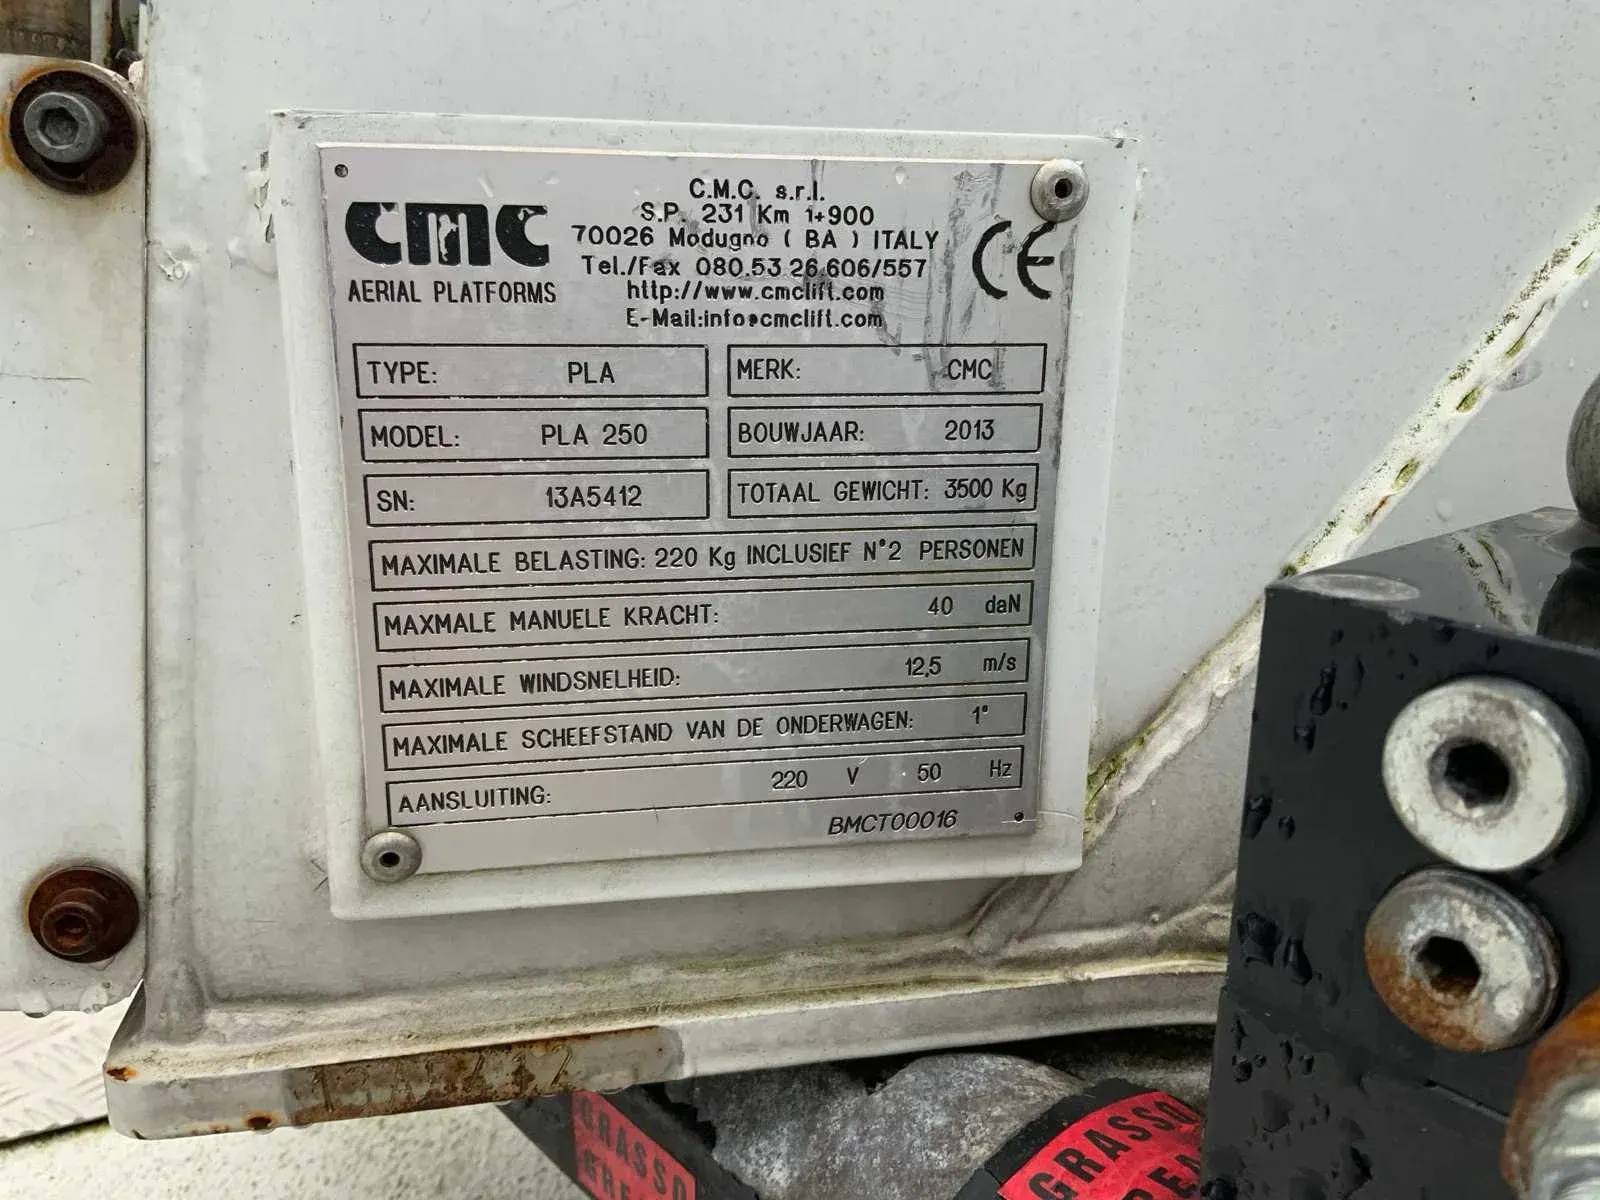 CMC
AERIAL PLATFORMS
C.M.C. s.r.l.
S.P. 231 Km 1+900
70026 Modugno ( BA ) ITALY
Tel./Fax 080.53.26.606/557
http://www.cmclift.com
E-Mail:info@cmclift.com
CE
TYPE: PLA
MERK: CMC
MODEL: PLA 250
BOUWJAAR: 2013
SN: 13A5412
TOTAAL GEWICHT: 3500 Kg
MAXIMALE BELASTING: 220 Kg INCLUSIEF N°2 PERSONEN
MAXMALE MANUELE KRACHT: 40 daN
MAXIMALE WINDSNELHEID: 12,5 m/s
MAXIMALE SCHEEFSTAND VAN DE ONDERWAGEN: 1°
AANSLUITING: 220 V 50 Hz
BMCT00016
13A5412
GRASSO
GREA
GRASSO
REA